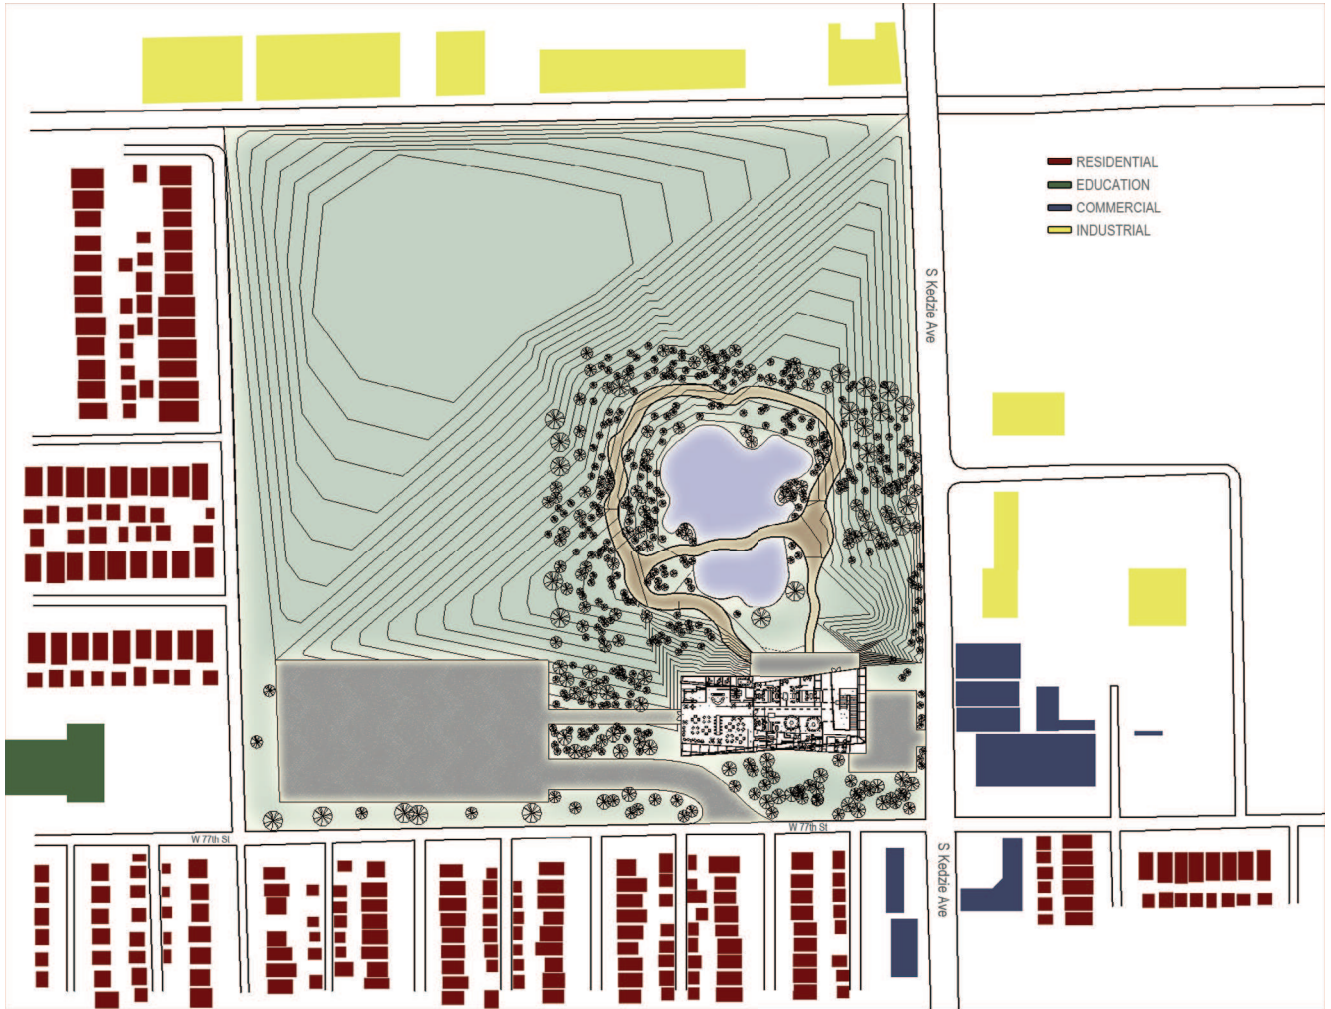 RESIDENTIAL
EDUCATION
COMMERCIAL
INDUSTRIAL
S Kedzie Ave
W 77th St
W 77th St
S Kedzie Ave